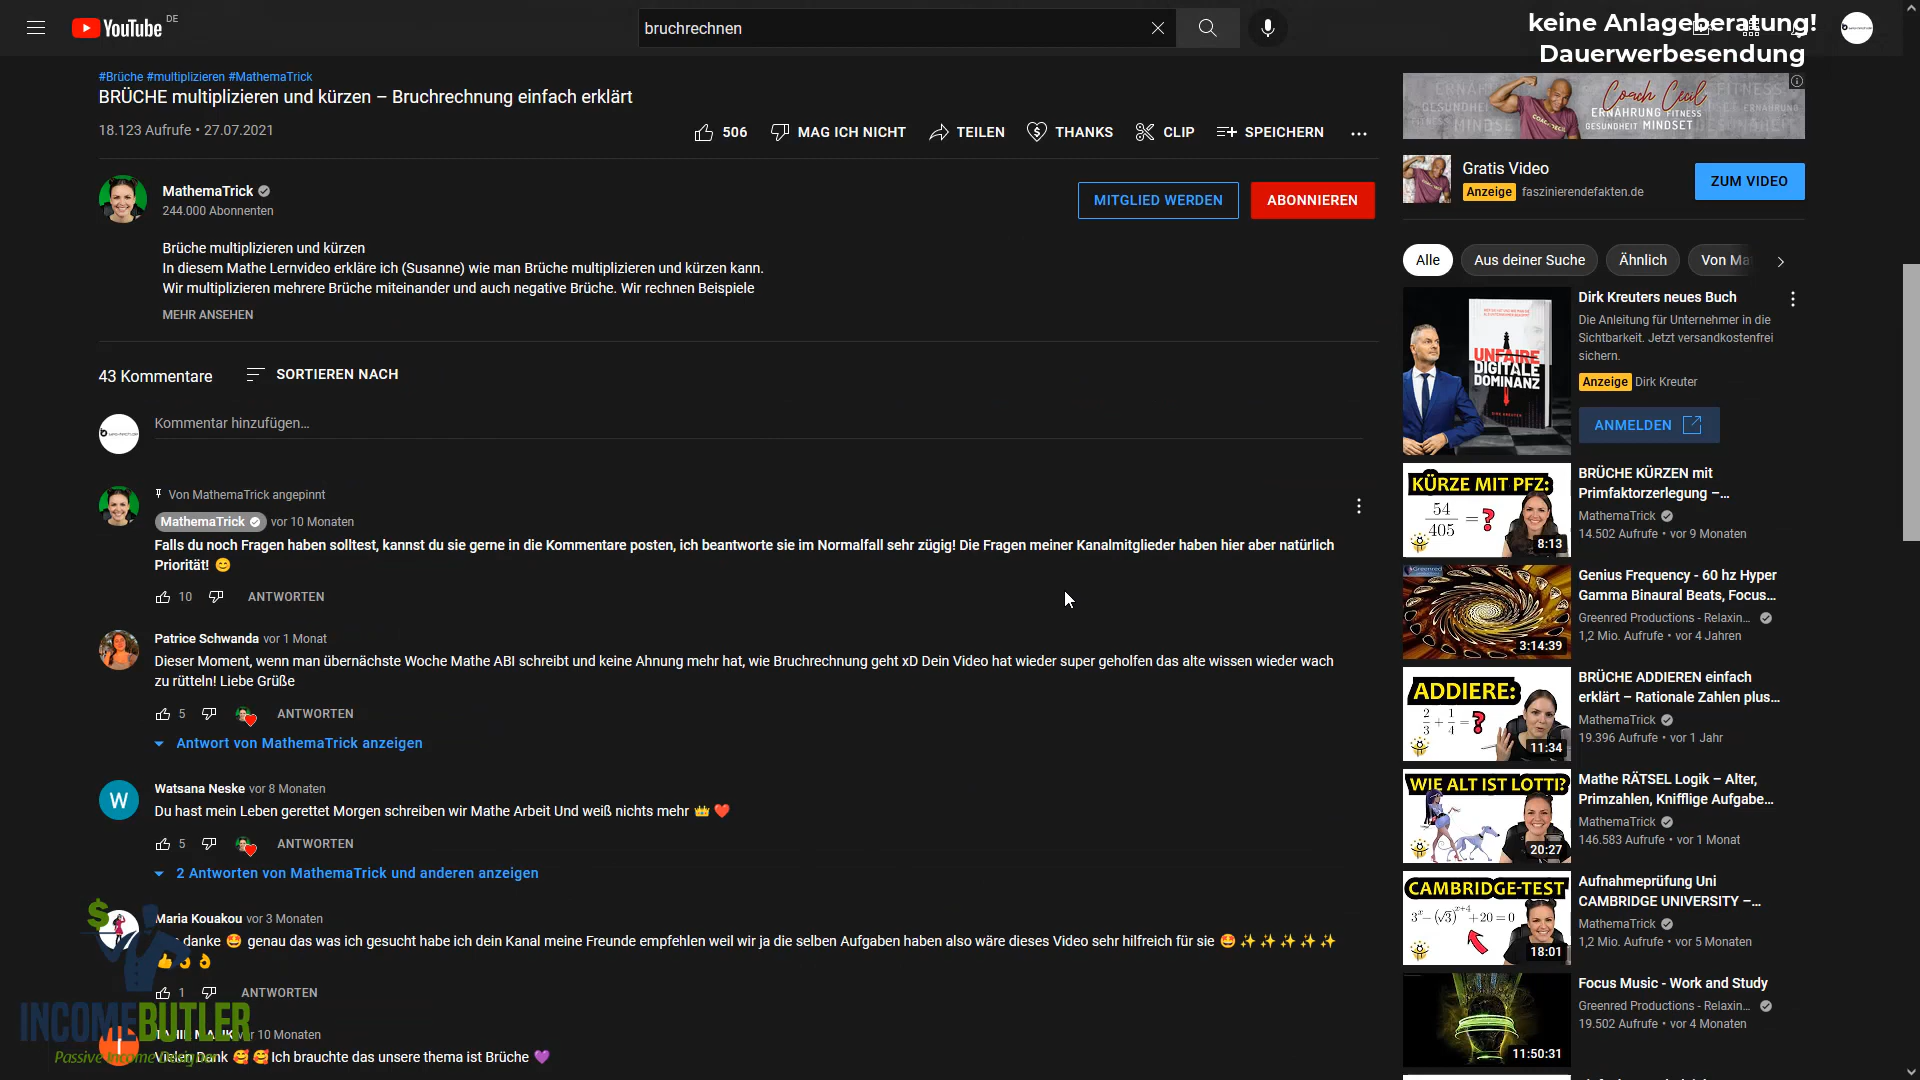 YouTube DE
bruchrechnen
keine Anlageberatung!
Dauerwerbesendung
#Brüche #multiplizieren #MathemaTrick
BRÜCHE multiplizieren und kürzen – Bruchrechnung einfach erklärt
18.123 Aufrufe • 27.07.2021
506
MAG ICH NICHT
TEILEN
THANKS
CLIP
SPEICHERN
MathemaTrick
244.000 Abonnenten
MITGLIED WERDEN
ABONNIEREN
Brüche multiplizieren und kürzen
In diesem Mathe Lernvideo erkläre ich (Susanne) wie man Brüche multiplizieren und kürzen kann.
Wir multiplizieren mehrere Brüche miteinander und auch negative Brüche. Wir rechnen Beispiele
MEHR ANSEHEN
43 Kommentare
SORTIEREN NACH
Kommentar hinzufügen...
Von MathemaTrick angepinnt
MathemaTrick vor 10 Monaten
Falls du noch Fragen haben solltest, kannst du sie gerne in die Kommentare posten, ich beantworte sie im Normalfall sehr zügig! Die Fragen meiner Kanalmitglieder haben hier aber natürlich
Priorität! 😊
10
ANTWORTEN
Patrice Schwanda vor 1 Monat
Dieser Moment, wenn man übernächste Woche Mathe ABI schreibt und keine Ahnung mehr hat, wie Bruchrechnung geht xD Dein Video hat wieder super geholfen das alte wissen wieder wach
zu rütteln! Liebe Grüße
5
ANTWORTEN
Antwort von MathemaTrick anzeigen
W
Watsana Neske vor 8 Monaten
Du hast mein Leben gerettet Morgen schreiben wir Mathe Arbeit Und weiß nichts mehr 👑 ❤️
5
ANTWORTEN
2 Antworten von MathemaTrick und anderen anzeigen
Maria Kouakou vor 3 Monaten
danke 🤩 genau das was ich gesucht habe ich dein Kanal meine Freunde empfehlen weil wir ja die selben Aufgaben haben also wäre dieses Video sehr hilfreich für sie 🤩✨✨✨✨✨
👍👌👌
1
ANTWORTEN
vor 10 Monaten
Vielen Dank 🥰🥰Ich brauchte das unsere thema ist Brüche 💜
INCOMEBUTLER
Passive Income Designer
Coach Cecil
ERNÄHRUNG FITNESS
GESUNDHEIT MINDSET
Gratis Video
Anzeige faszinierendefakten.de
ZUM VIDEO
Alle
Aus deiner Suche
Ähnlich
Von Ma
UNFAIRE
DIGITALE
DOMINANZ
DIRK KREUTER
Dirk Kreuters neues Buch
Die Anleitung für Unternehmer in die
Sichtbarkeit. Jetzt versandkostenfrei
sichern.
Anzeige Dirk Kreuter
ANMELDEN
KÜRZE MIT PFZ:
54/405 = ?
8:13
BRÜCHE KÜRZEN mit
Primfaktorzerlegung –...
MathemaTrick
14.502 Aufrufe • vor 9 Monaten
Greenred
3:14:39
Genius Frequency - 60 hz Hyper
Gamma Binaural Beats, Focus...
Greenred Productions - Relaxin...
1,2 Mio. Aufrufe • vor 4 Jahren
ADDIERE:
2/3 + 1/4 = ?
11:34
BRÜCHE ADDIEREN einfach
erklärt – Rationale Zahlen plus...
MathemaTrick
19.396 Aufrufe • vor 1 Jahr
WIE ALT IST LOTTI?
20:27
Mathe RÄTSEL Logik – Alter,
Primzahlen, Knifflige Aufgabe...
MathemaTrick
146.583 Aufrufe • vor 1 Monat
CAMBRIDGE-TEST
3^x – (√3)^(x+4) + 20 = 0
18:01
Aufnahmeprüfung Uni
CAMBRIDGE UNIVERSITY –...
MathemaTrick
1,2 Mio. Aufrufe • vor 5 Monaten
11:50:31
Focus Music - Work and Study
Greenred Productions - Relaxin...
19.502 Aufrufe • vor 4 Monaten